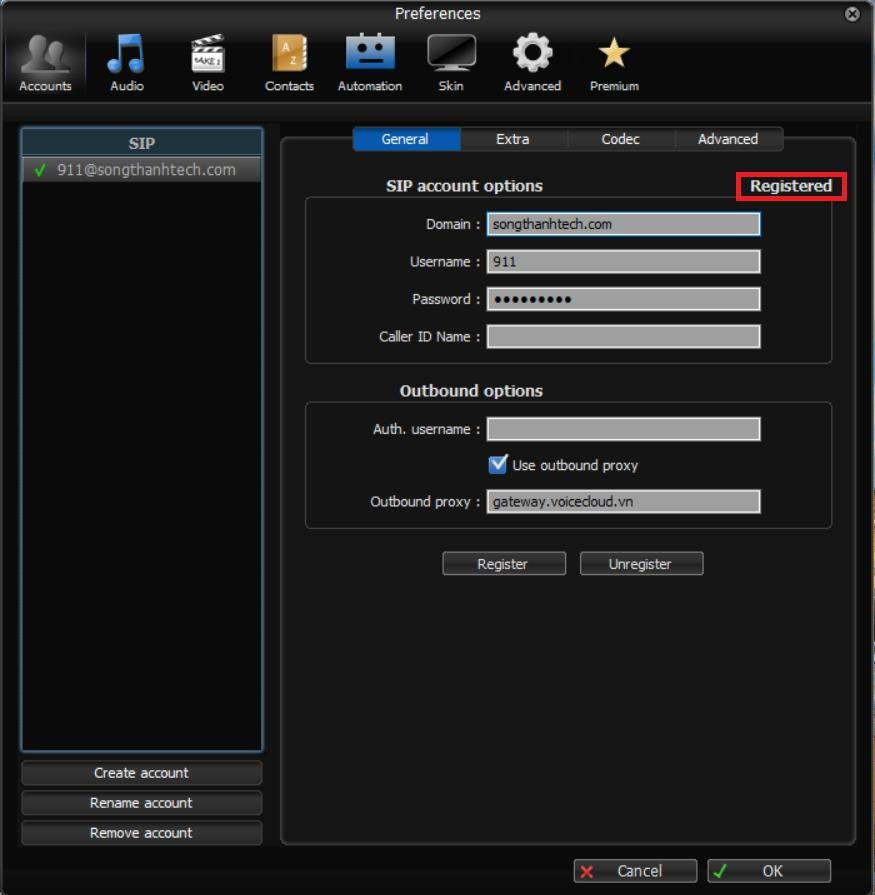 Preferences
Accounts Audio Video Contacts Automation Skin Advanced Premium
SIP
911@songthanhtech.com
General Extra Codec Advanced
SIP account options Registered
Domain : songthanhtech.com
Username : 911
Password : •••••••••
Caller ID Name :
Outbound options
Auth. username :
Use outbound proxy
Outbound proxy : gateway.voicecloud.vn
Register Unregister
Create account
Rename account
Remove account
Cancel OK